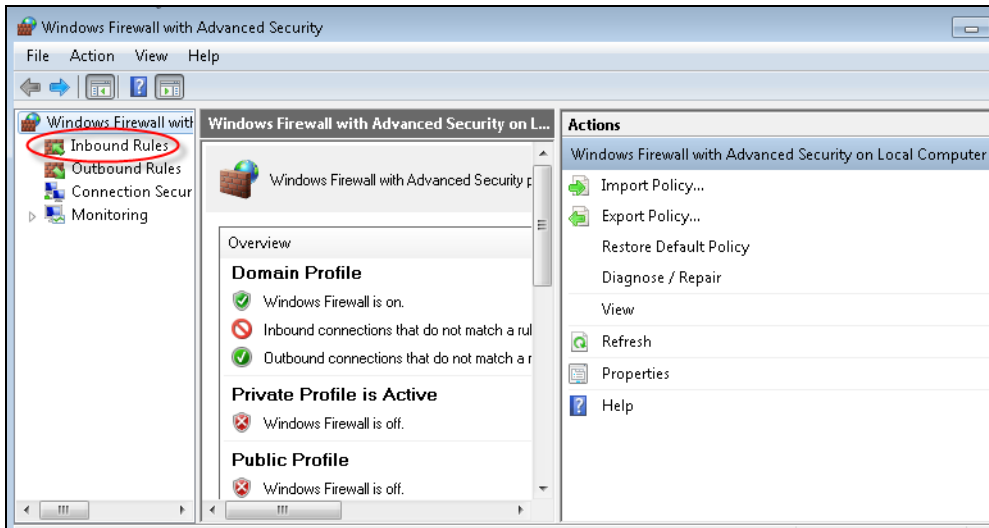 Windows Firewall with Advanced Security
File Action View Help
Windows Firewall with
Inbound Rules
Outbound Rules
Connection Secur
Monitoring
Windows Firewall with Advanced Security on L...
Windows Firewall with Advanced Security p
Overview
Domain Profile
Windows Firewall is on.
Inbound connections that do not match a rul
Outbound connections that do not match a r
Private Profile is Active
Windows Firewall is off.
Public Profile
Windows Firewall is off.
Actions
Windows Firewall with Advanced Security on Local Computer
Import Policy...
Export Policy...
Restore Default Policy
Diagnose / Repair
View
Refresh
Properties
Help